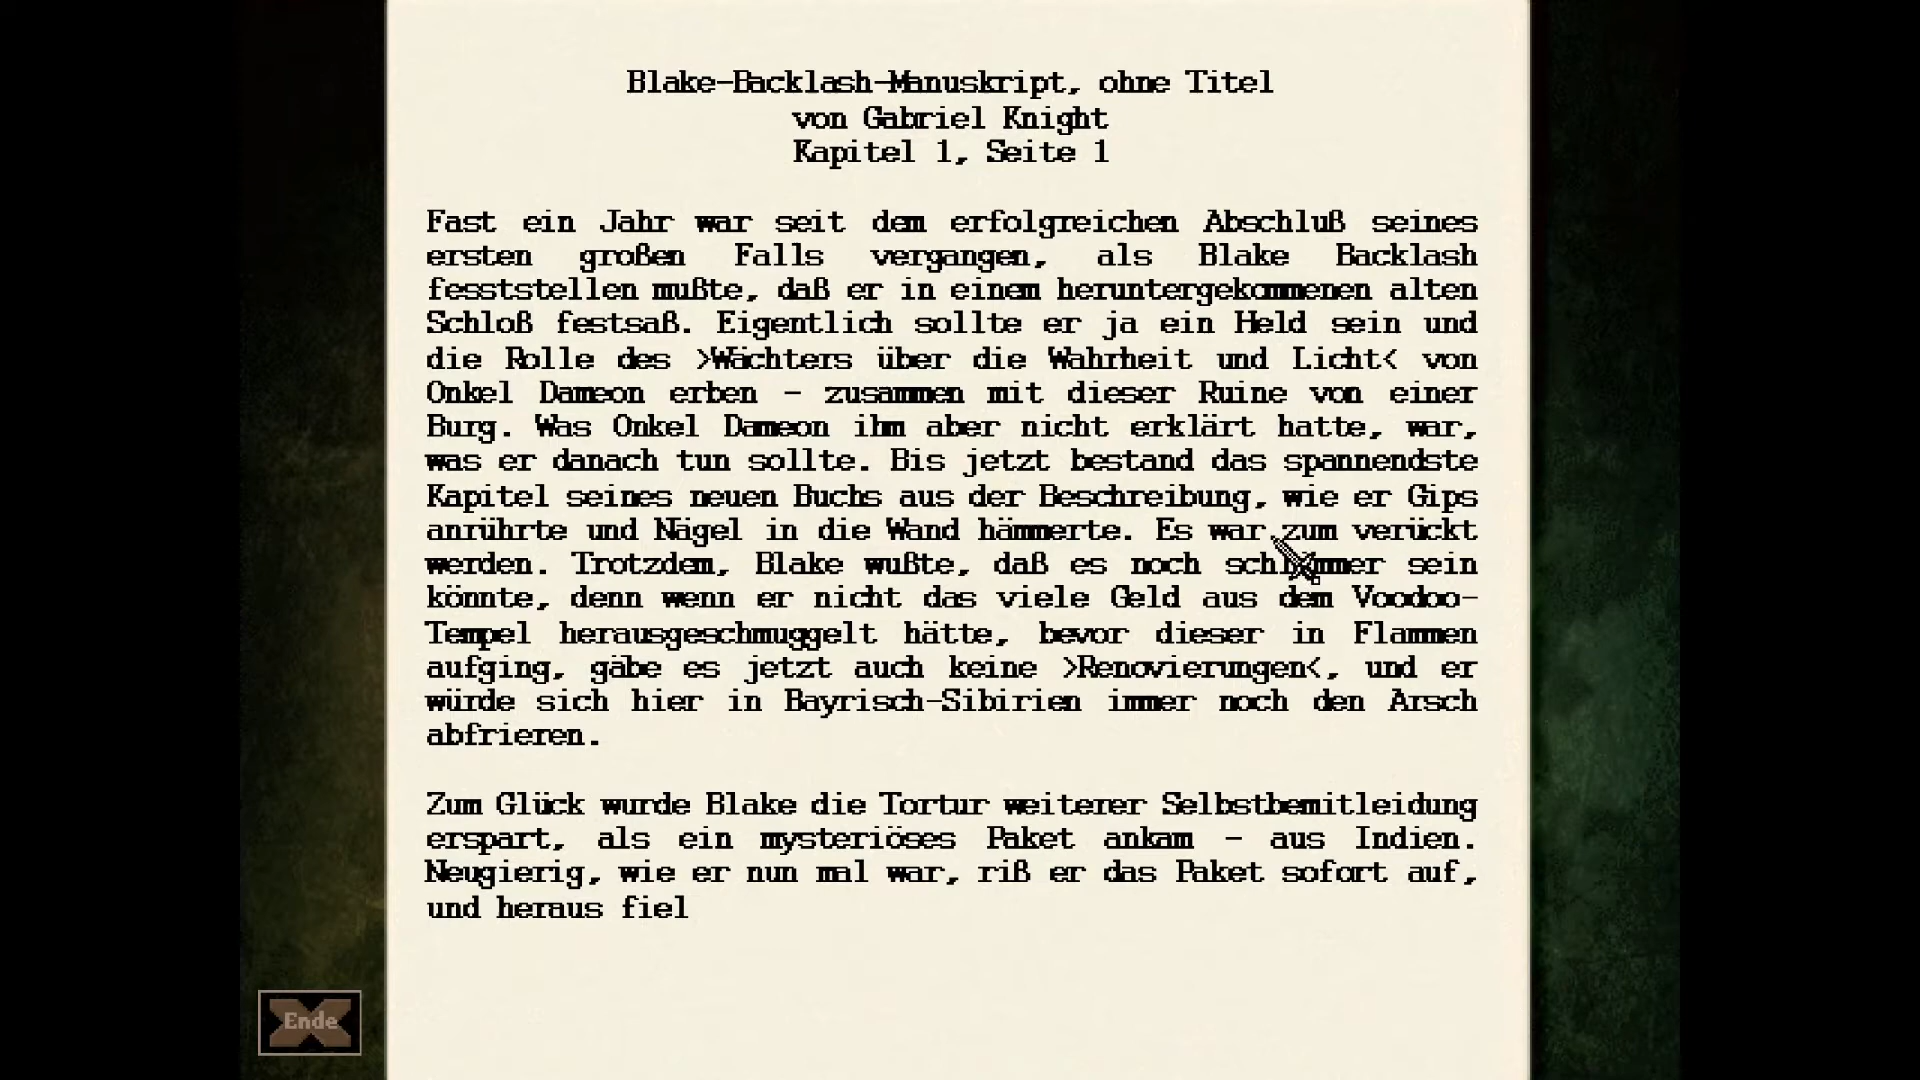 Blake-Backlash-Manuskript, ohne Titel
von Gabriel Knight
Kapitel 1, Seite 1
Fast ein Jahr war seit dem erfolgreichen Abschluß seines
ersten großen Falls vergangen, als Blake Backlash
fesststellen mußte, daß er in einem heruntergekommenen alten
Schloß festsaß. Eigentlich sollte er ja ein Held sein und
die Rolle des >Wächters über die Wahrheit und Licht< von
Onkel Dameon erben - zusammen mit dieser Ruine von einer
Burg. Was Onkel Dameon ihm aber nicht erklärt hatte, war,
was er danach tun sollte. Bis jetzt bestand das spannendste
Kapitel seines neuen Buchs aus der Beschreibung, wie er Gips
anrührte und Nägel in die Wand hämmerte. Es war zum verückt
werden. Trotzdem, Blake wußte, daß es noch schlimmer sein
könnte, denn wenn er nicht das viele Geld aus dem Voodoo-
Tempel herausgeschmuggelt hätte, bevor dieser in Flammen
aufging, gäbe es jetzt auch keine >Renovierungen<, und er
würde sich hier in Bayrisch-Sibirien immer noch den Arsch
abfrieren.
Zum Glück wurde Blake die Tortur weiterer Selbstbemitleidung
erspart, als ein mysteriöses Paket ankam - aus Indien.
Neugierig, wie er nun mal war, riß er das Paket sofort auf,
und heraus fiel
Ende